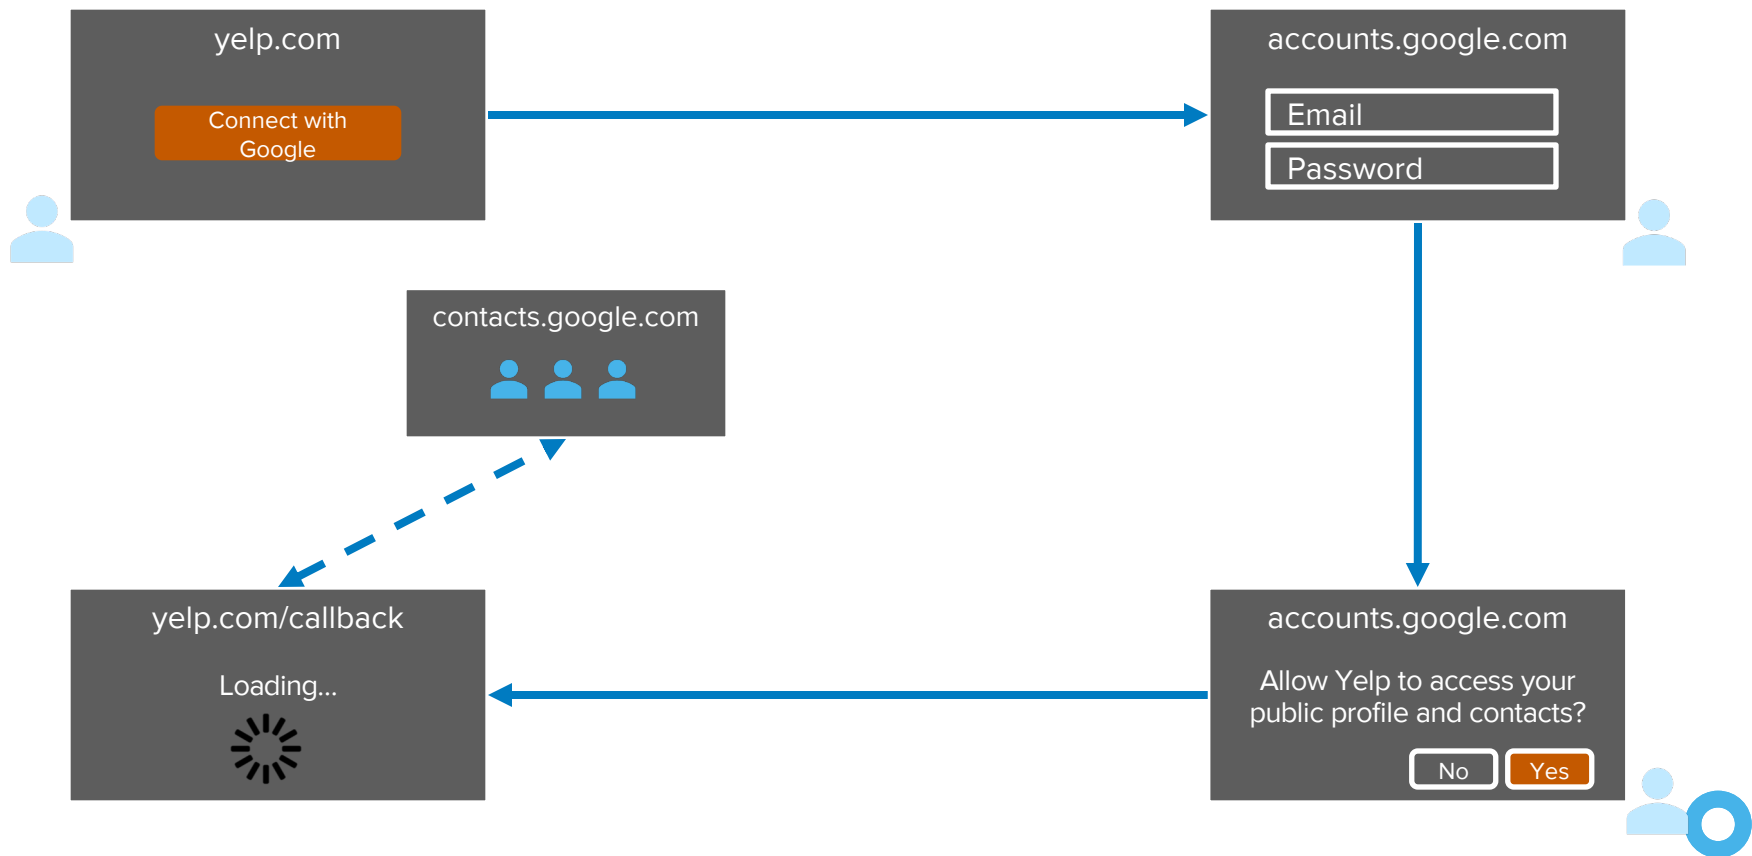 yelp.com
Connect with
Google
accounts.google.com
Email
Password
contacts.google.com
yelp.com/callback
Loading...
accounts.google.com
Allow Yelp to access your
public profile and contacts?
No
Yes